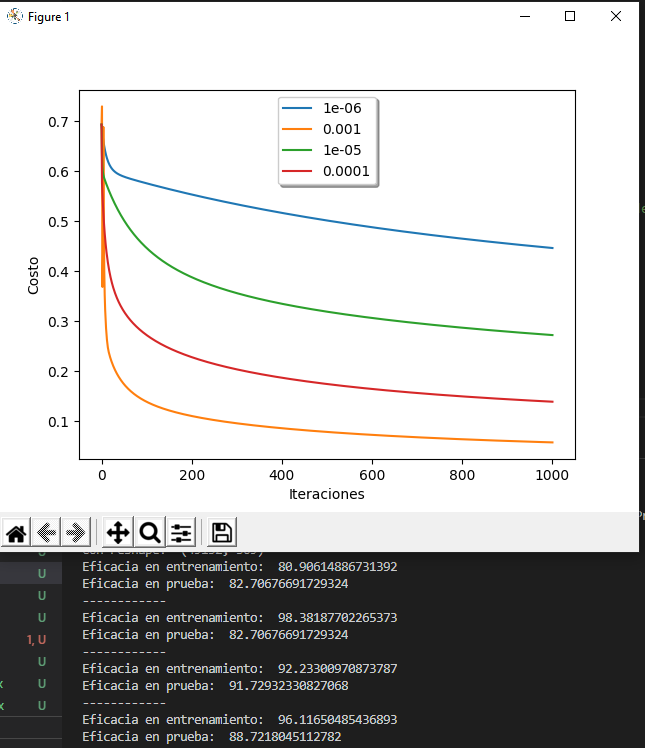 Figure 1
0.7
0.6
0.5
0.4
0.3
0.2
0.1
Costo
1e-06
0.001
1e-05
0.0001
0 200 400 600 800 1000
Iteraciones
U
Eficacia en entrenamiento: 80.90614886731392
U
Eficacia en prueba: 82.70676691729324
U
------------
U
Eficacia en entrenamiento: 98.38187702265373
1, U
Eficacia en prueba: 82.70676691729324
------------
U
Eficacia en entrenamiento: 92.23300970873787
x U
Eficacia en prueba: 91.72932330827068
x U
------------
Eficacia en entrenamiento: 96.11650485436893
Eficacia en prueba: 88.7218045112782